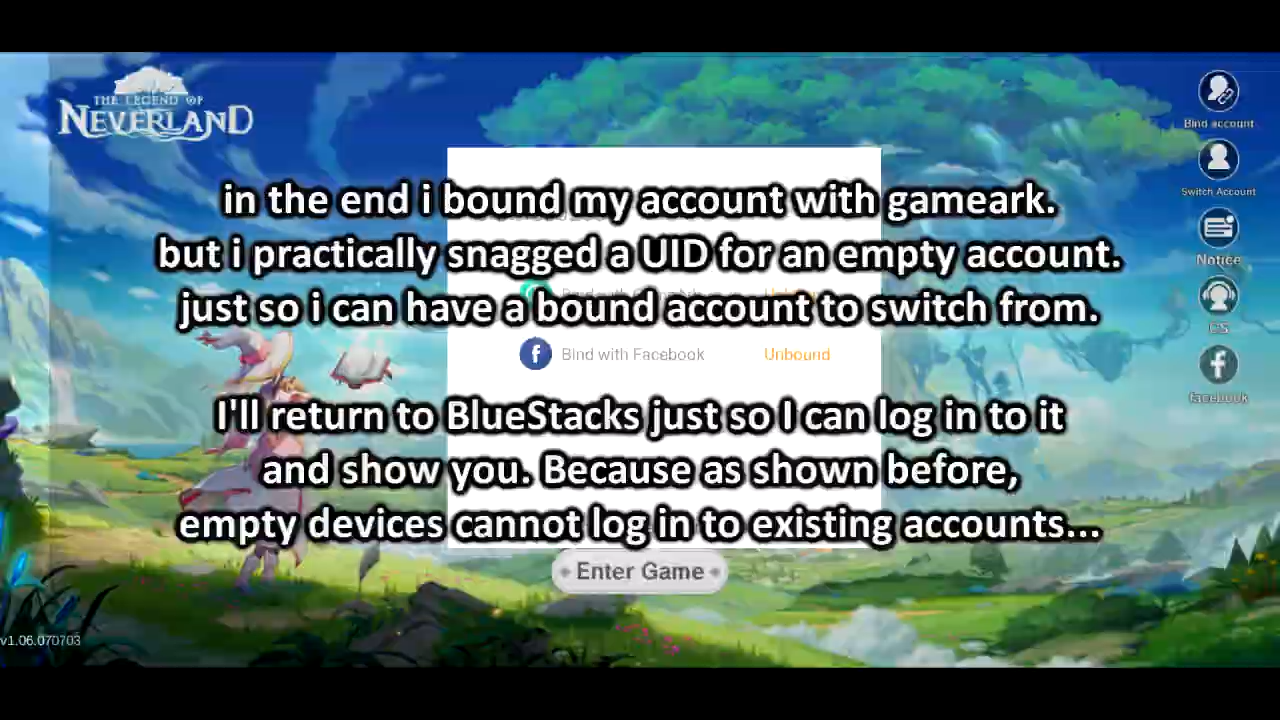 THE LEGEND OF
NEVERLAND
Bind account
Switch Account
Notice
CS
facebook
in the end i bound my account with gameark.
but i practically snagged a UID for an empty account.
just so i can have a bound account to switch from.
Bind with Facebook Unbound
I'll return to BlueStacks just so I can log in to it
and show you. Because as shown before,
empty devices cannot log in to existing accounts...
Enter Game
v1.06.070703